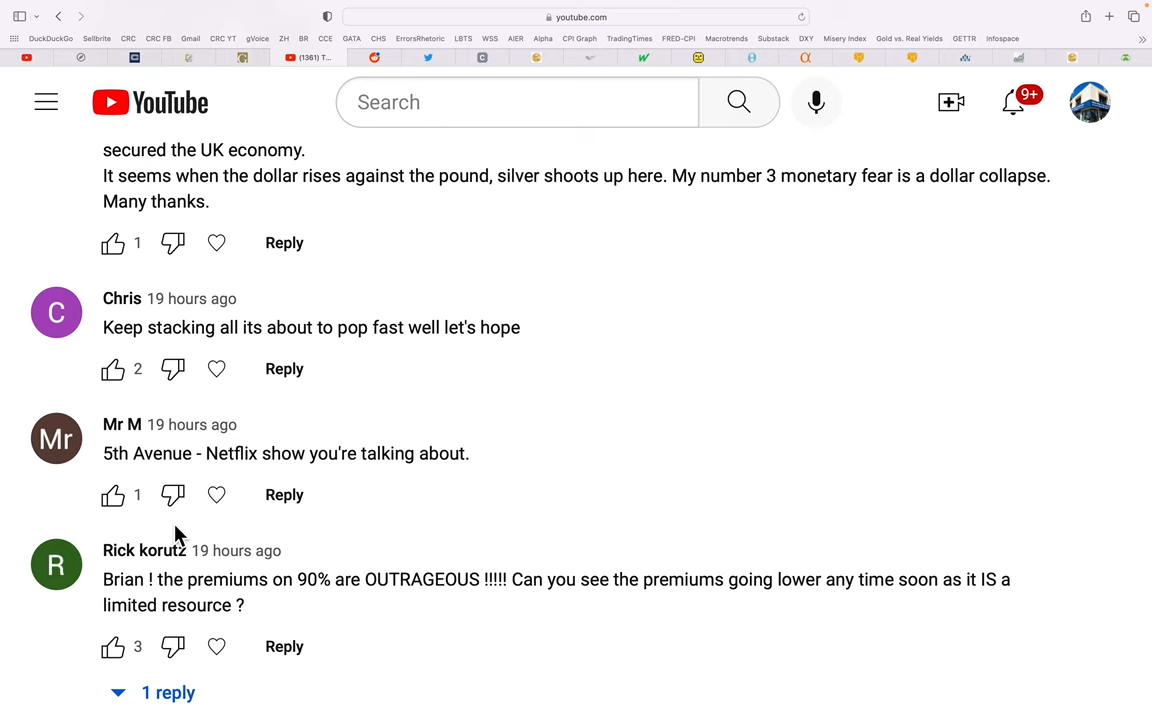 youtube.com
DuckDuckGo Sellbrite CRC CRC FB Gmail CRC YT gVoice ZH BR CCE GATA CHS ErrorsRhetoric LBTS WSS AIER Alpha CPI Graph TradingTimes FRED-CPI Macrotrends Substack DXY Misery Index Gold vs. Real Yields GETTR Infospace
(1361) T...
YouTube
Search
9+
secured the UK economy.
It seems when the dollar rises against the pound, silver shoots up here. My number 3 monetary fear is a dollar collapse.
Many thanks.
1 Reply
C
Chris 19 hours ago
Keep stacking all its about to pop fast well let's hope
2 Reply
Mr
Mr M 19 hours ago
5th Avenue - Netflix show you're talking about.
1 Reply
R
Rick korutz 19 hours ago
Brian ! the premiums on 90% are OUTRAGEOUS !!!!! Can you see the premiums going lower any time soon as it IS a
limited resource ?
3 Reply
1 reply